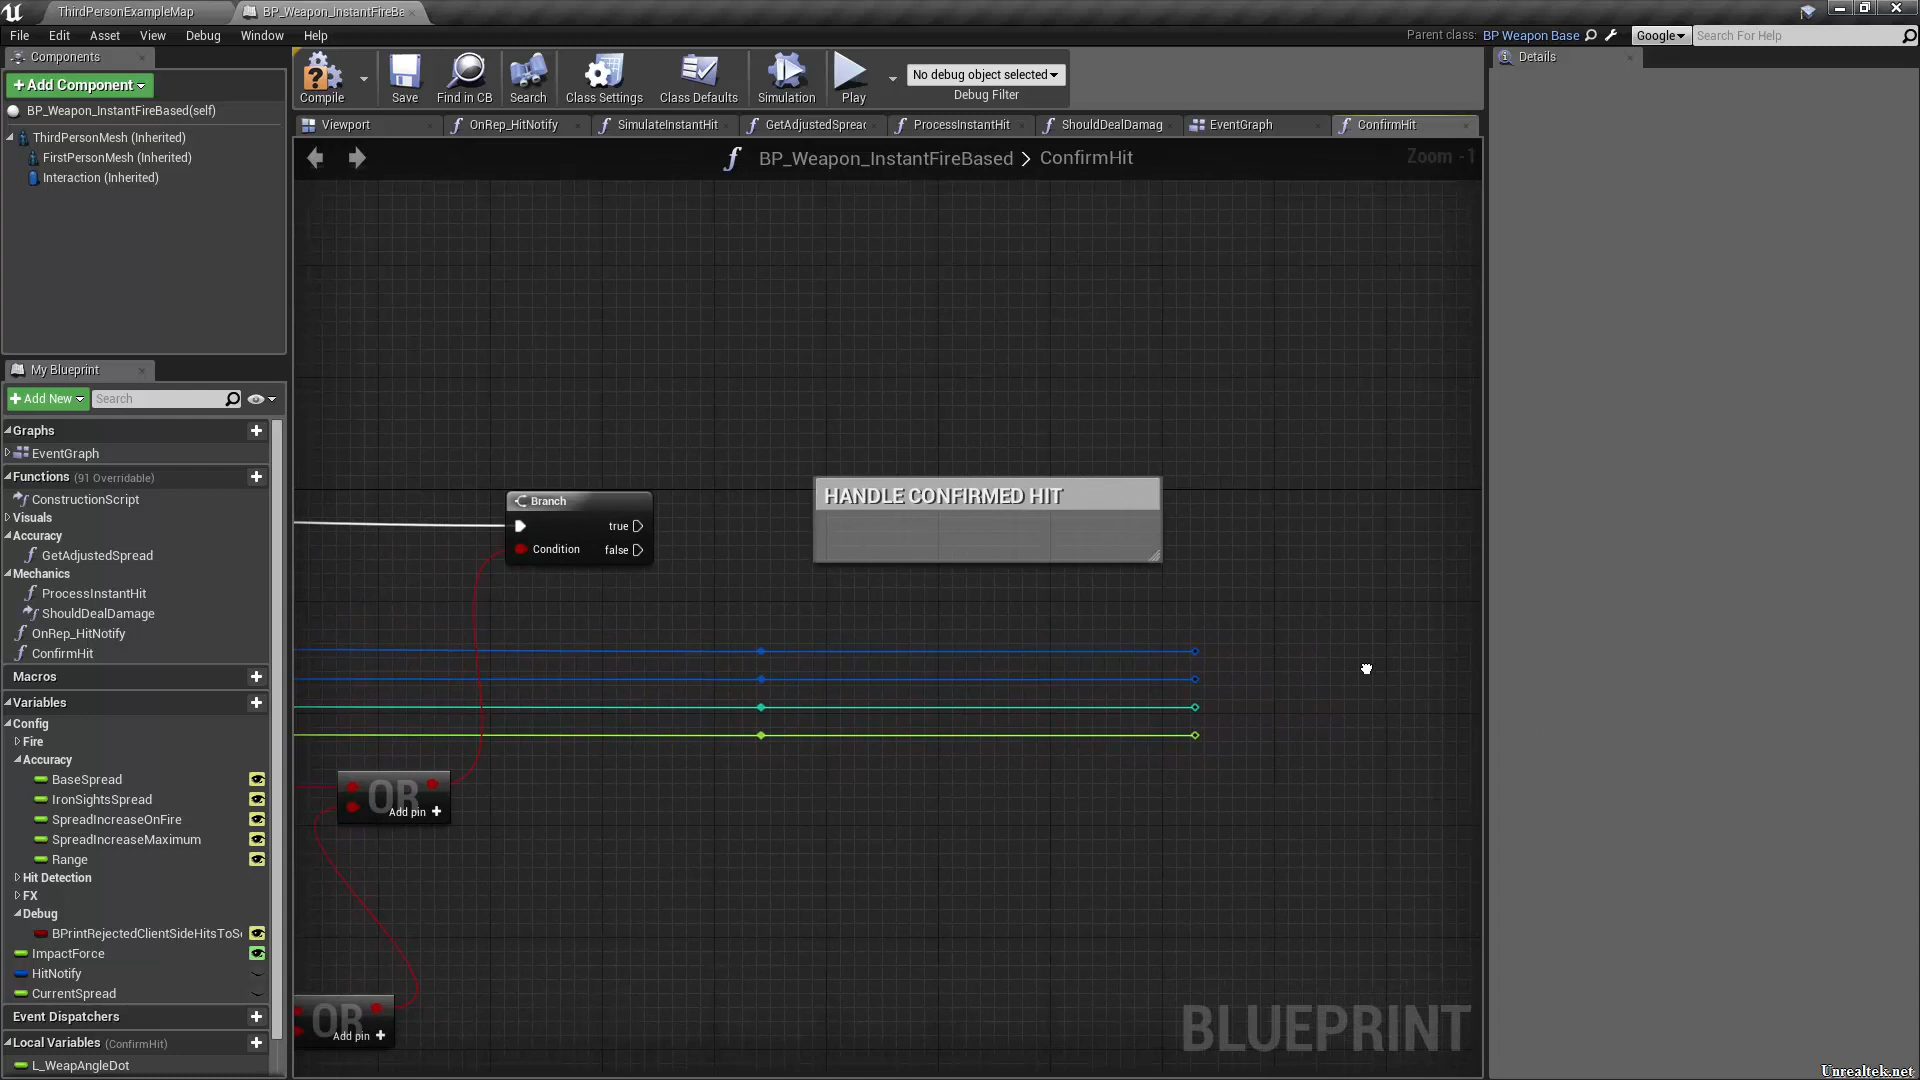 ThirdPersonExampleMap
BP_Weapon_InstantFireBa
File Edit Asset View Debug Window Help
Parent class: BP Weapon Base
Google
Search For Help
Components
+ Add Component
BP_Weapon_InstantFireBased(self)
ThirdPersonMesh (Inherited)
FirstPersonMesh (Inherited)
Interaction (Inherited)
Compile
Save
Find in CB
Search
Class Settings
Class Defaults
Simulation
Play
No debug object selected
Debug Filter
Details
Viewport
OnRep_HitNotify
SimulateInstantHit
GetAdjustedSprea
ProcessInstantHit
ShouldDealDamag
EventGraph
ConfirmHit
BP_Weapon_InstantFireBased > ConfirmHit
Zoom -1
My Blueprint
+ Add New
Search
Graphs
EventGraph
Functions (91 Overridable)
ConstructionScript
Visuals
Accuracy
GetAdjustedSpread
Mechanics
ProcessInstantHit
ShouldDealDamage
OnRep_HitNotify
ConfirmHit
Macros
Variables
Config
Fire
Accuracy
BaseSpread
IronSightsSpread
SpreadIncreaseOnFire
SpreadIncreaseMaximum
Range
Hit Detection
FX
Debug
BPrintRejectedClientSideHitsToS
ImpactForce
HitNotify
CurrentSpread
Event Dispatchers
Local Variables (ConfirmHit)
L_WeapAngleDot
Branch
true
Condition false
HANDLE CONFIRMED HIT
OR
Add pin +
OR
Add pin +
BLUEPRINT
Unrealtek.net